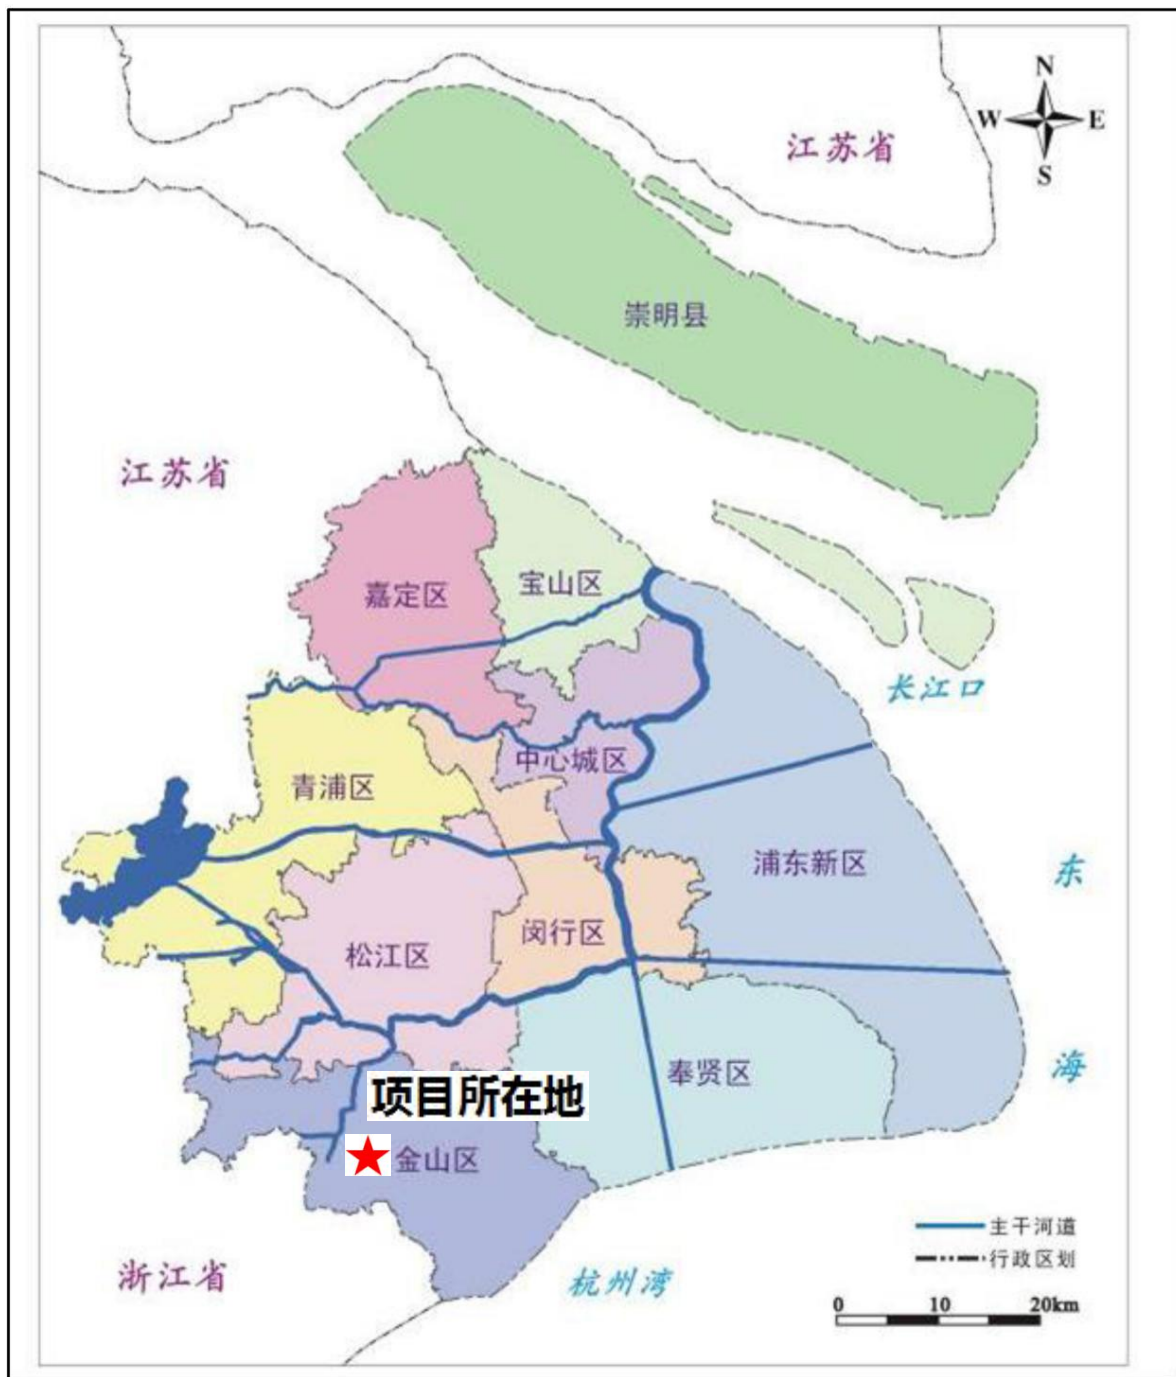 N
W E
S
江苏省
崇明县
江苏省
嘉定区
宝山区
长江口
中心城区
青浦区
浦东新区
东
闵行区
松江区
海
奉贤区
项目所在地
金山区
主干河道
行政区划
浙江省
杭州湾
0 10 20km